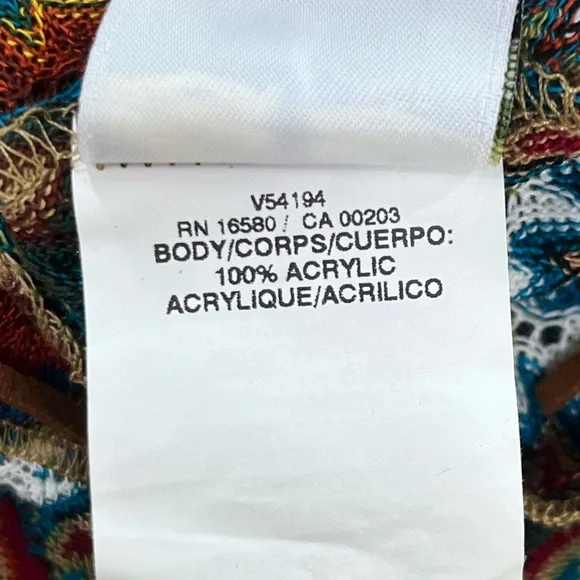 V54194
RN 16580 / CA 00203
BODY/CORPS/CUERPO:
100% ACRYLIC
ACRYLIQUE/ACRILICO